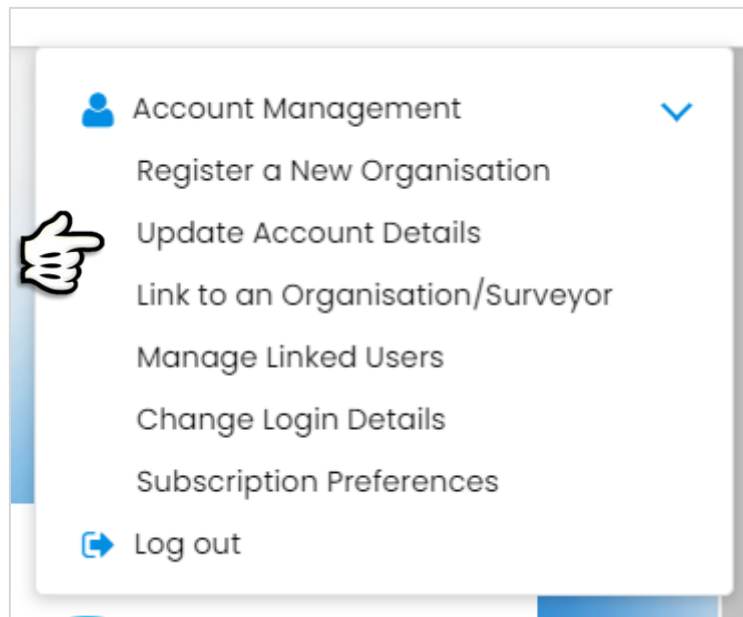 Account Management
Register a New Organisation
Update Account Details
Link to an Organisation/Surveyor
Manage Linked Users
Change Login Details
Subscription Preferences
Log out